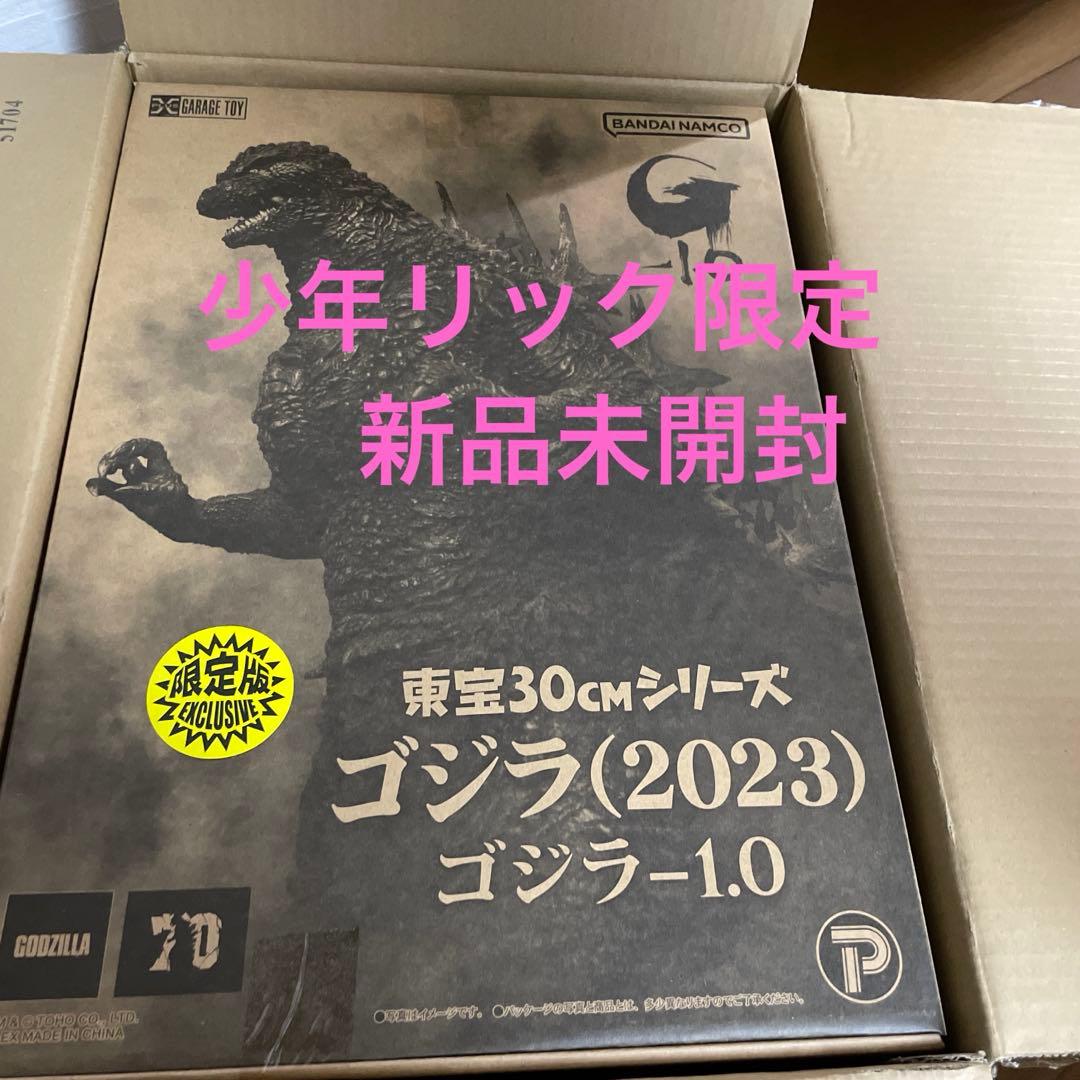 51704
GARAGE TOY
BANDAI NAMCO
G
-1.0
少年リック限定
新品未開封
限定版
EXCLUSIVE
東宝30CMシリーズ
ゴジラ(2023)
ゴジラ-1.0
GODZILLA
70
P
●写真はイメージです。 ●パッケージの写真と商品とは、多少異なりますのでご了承ください。
M & © TOHO CO., LTD.
EX MADE IN CHINA